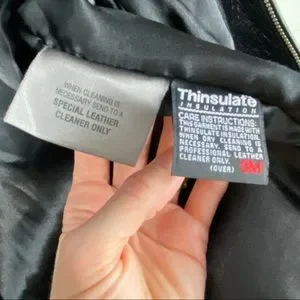 WHEN CLEANING IS
NECESSARY SEND TO A
SPECIAL LEATHER
CLEANER ONLY
Thinsulate
INSULATION
CARE INSTRUCTIONS:
THIS GARMENT IS MADE WITH
THINSULATE INSULATION.
WHEN DRY CLEANING IS
NECESSARY, SEND TO A
PROFESSIONAL LEATHER
CLEANER ONLY.
(OVER) 3M